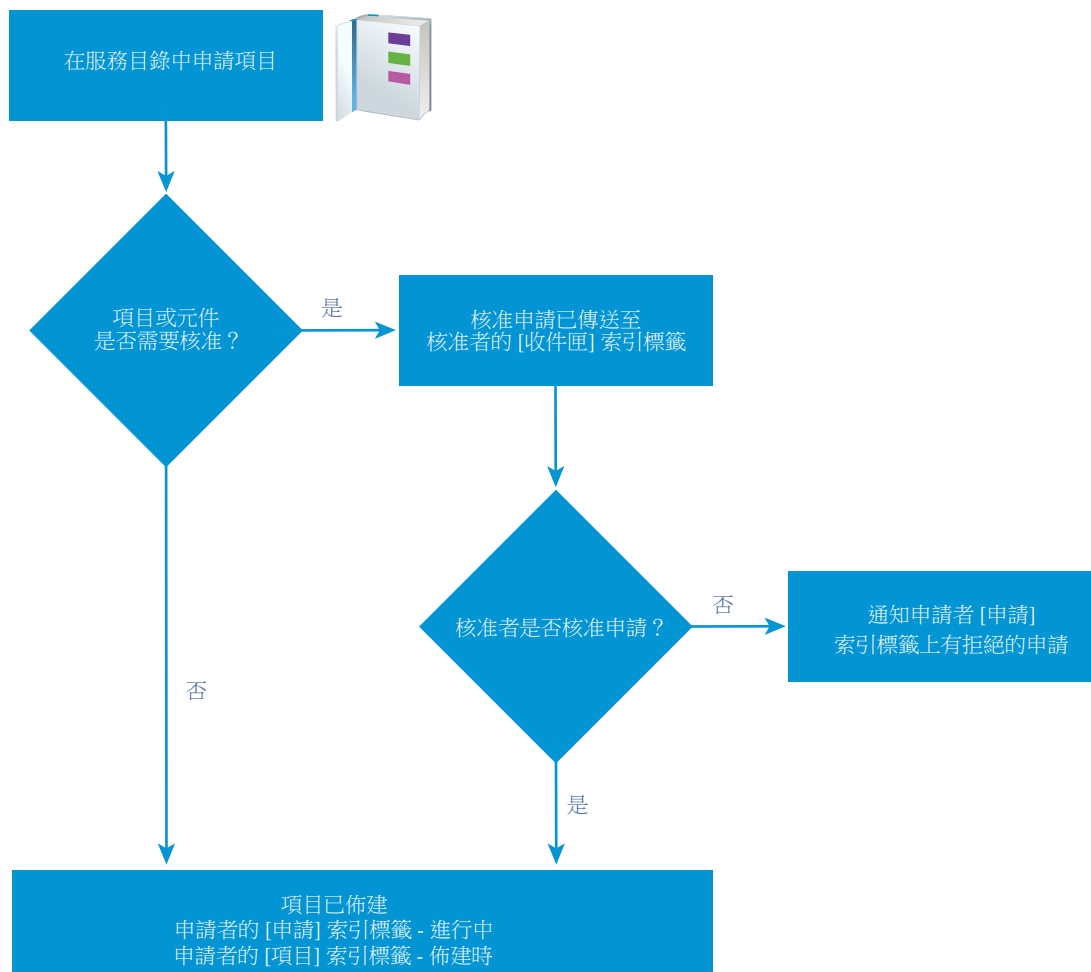 在服務目錄中申請項目
項目或元件
是否需要核准？
是
核准申請已傳送至
核准者的 [收件匣] 索引標籤
核准者是否核准申請？
否
通知申請者 [申請]
索引標籤上有拒絕的申請
否
是
項目已佈建
申請者的 [申請] 索引標籤 - 進行中
申請者的 [項目] 索引標籤 - 佈建時